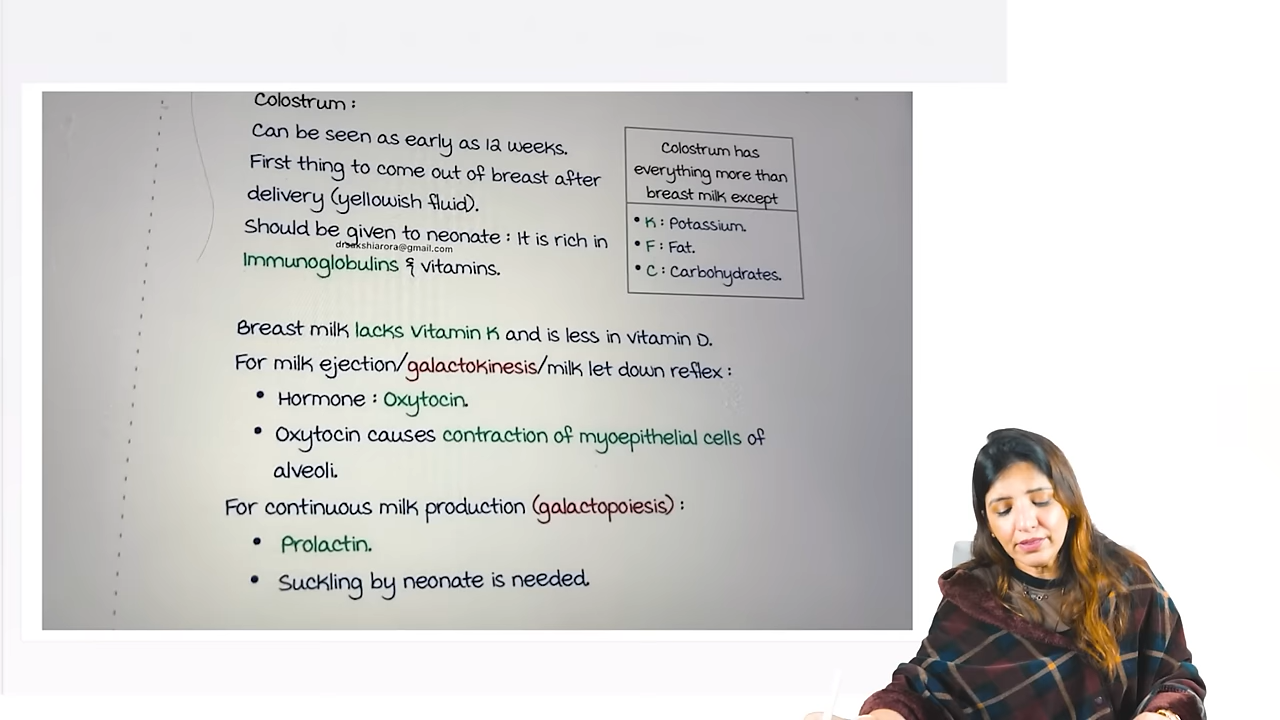 Colostrum :
Can be seen as early as 12 weeks.
First thing to come out of breast after
delivery (yellowish fluid).
Should be given to neonate : It is rich in
drsakshiarora@gmail.com
Immunoglobulins & vitamins.
Colostrum has
everything more than
breast milk except
• K : Potassium.
• F : Fat.
• C : Carbohydrates.
Breast milk lacks Vitamin K and is less in vitamin D.
For milk ejection/galactokinesis/milk let down reflex :
• Hormone : Oxytocin.
• Oxytocin causes contraction of myoepithelial cells of
alveoli.
For continuous milk production (galactopoiesis) :
• Prolactin.
• Suckling by neonate is needed.